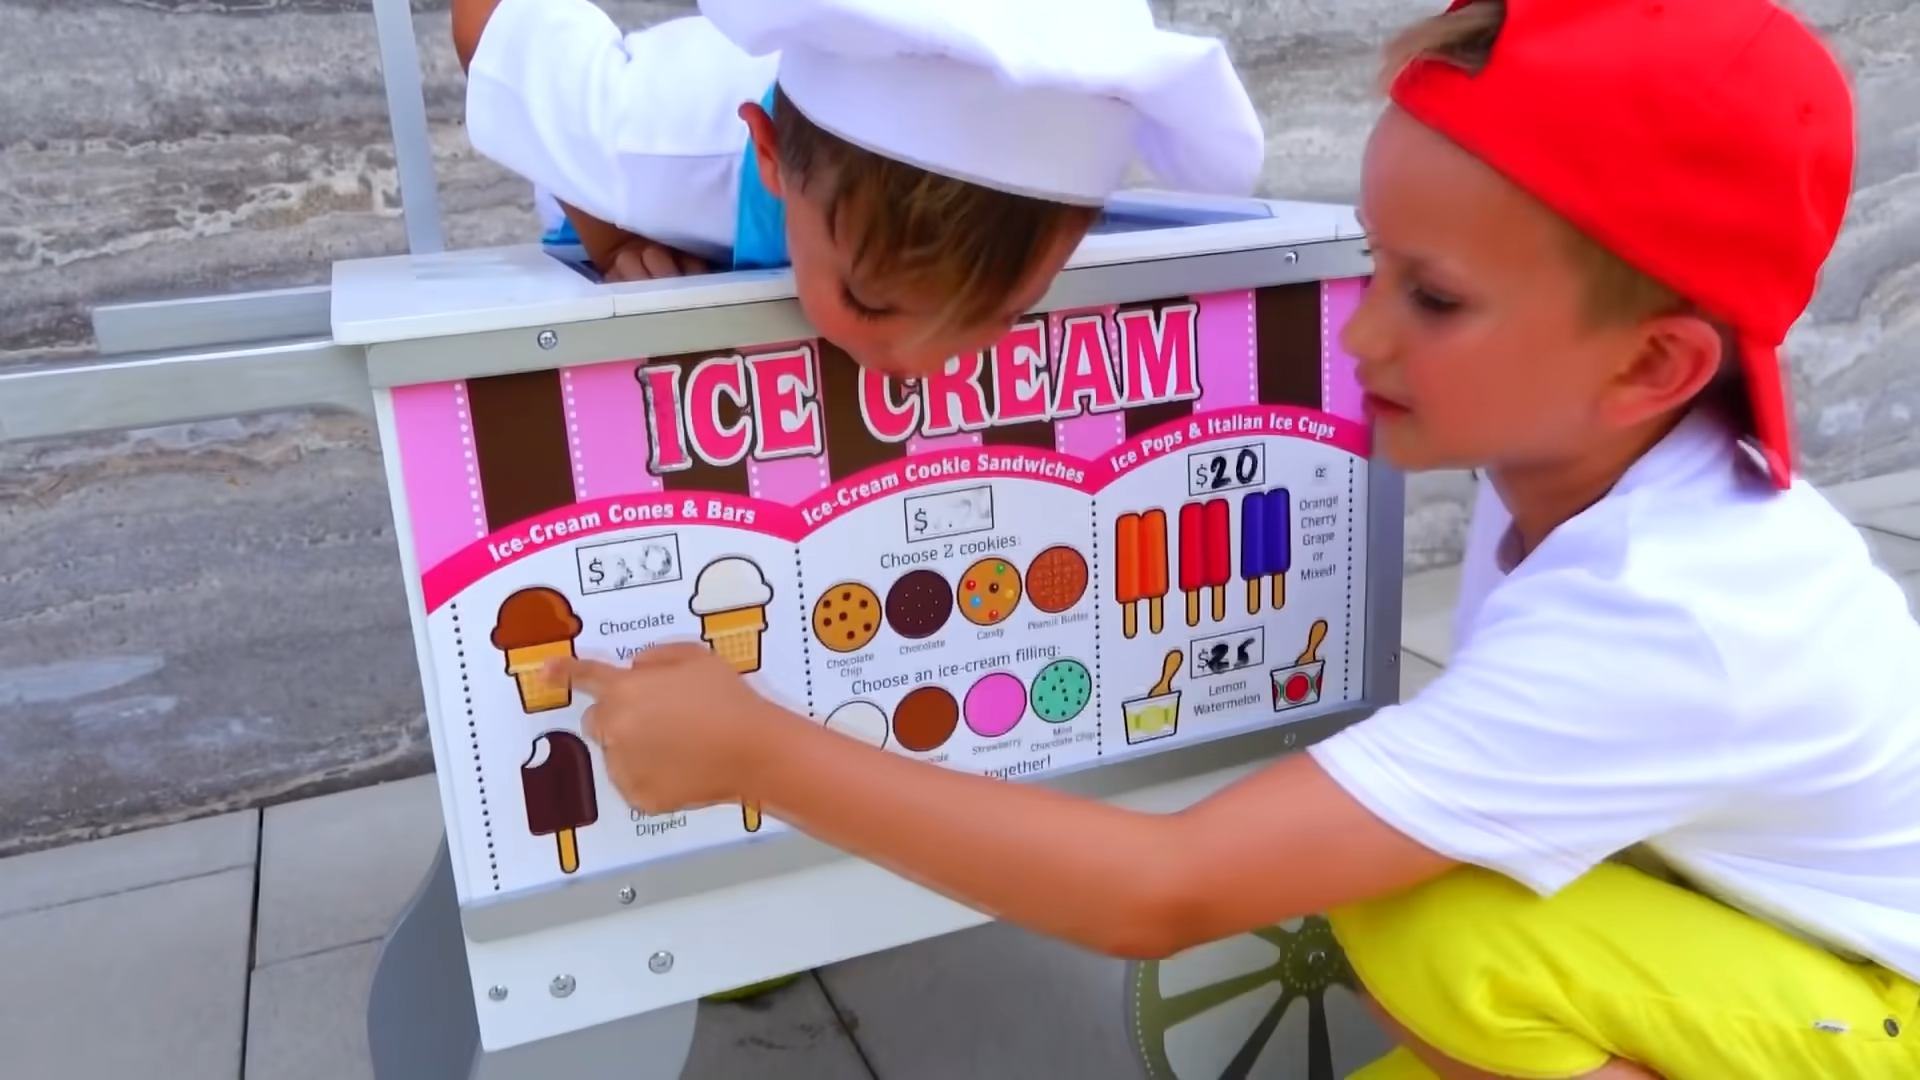 ICE CREAM
Ice-Cream Cones & Bars
$
Chocolate
Dipped
Ice-Cream Cookie Sandwiches
$
Choose 2 cookies:
Chocolate Chip
Chocolate
Candy
Peanut Butter
Choose an ice-cream filling:
Strawberry
Mint Chocolate Chip
together!
Ice Pops & Italian Ice Cups
$20
Orange
Cherry
Grape
or
Mixed!
$25
Lemon
Watermelon